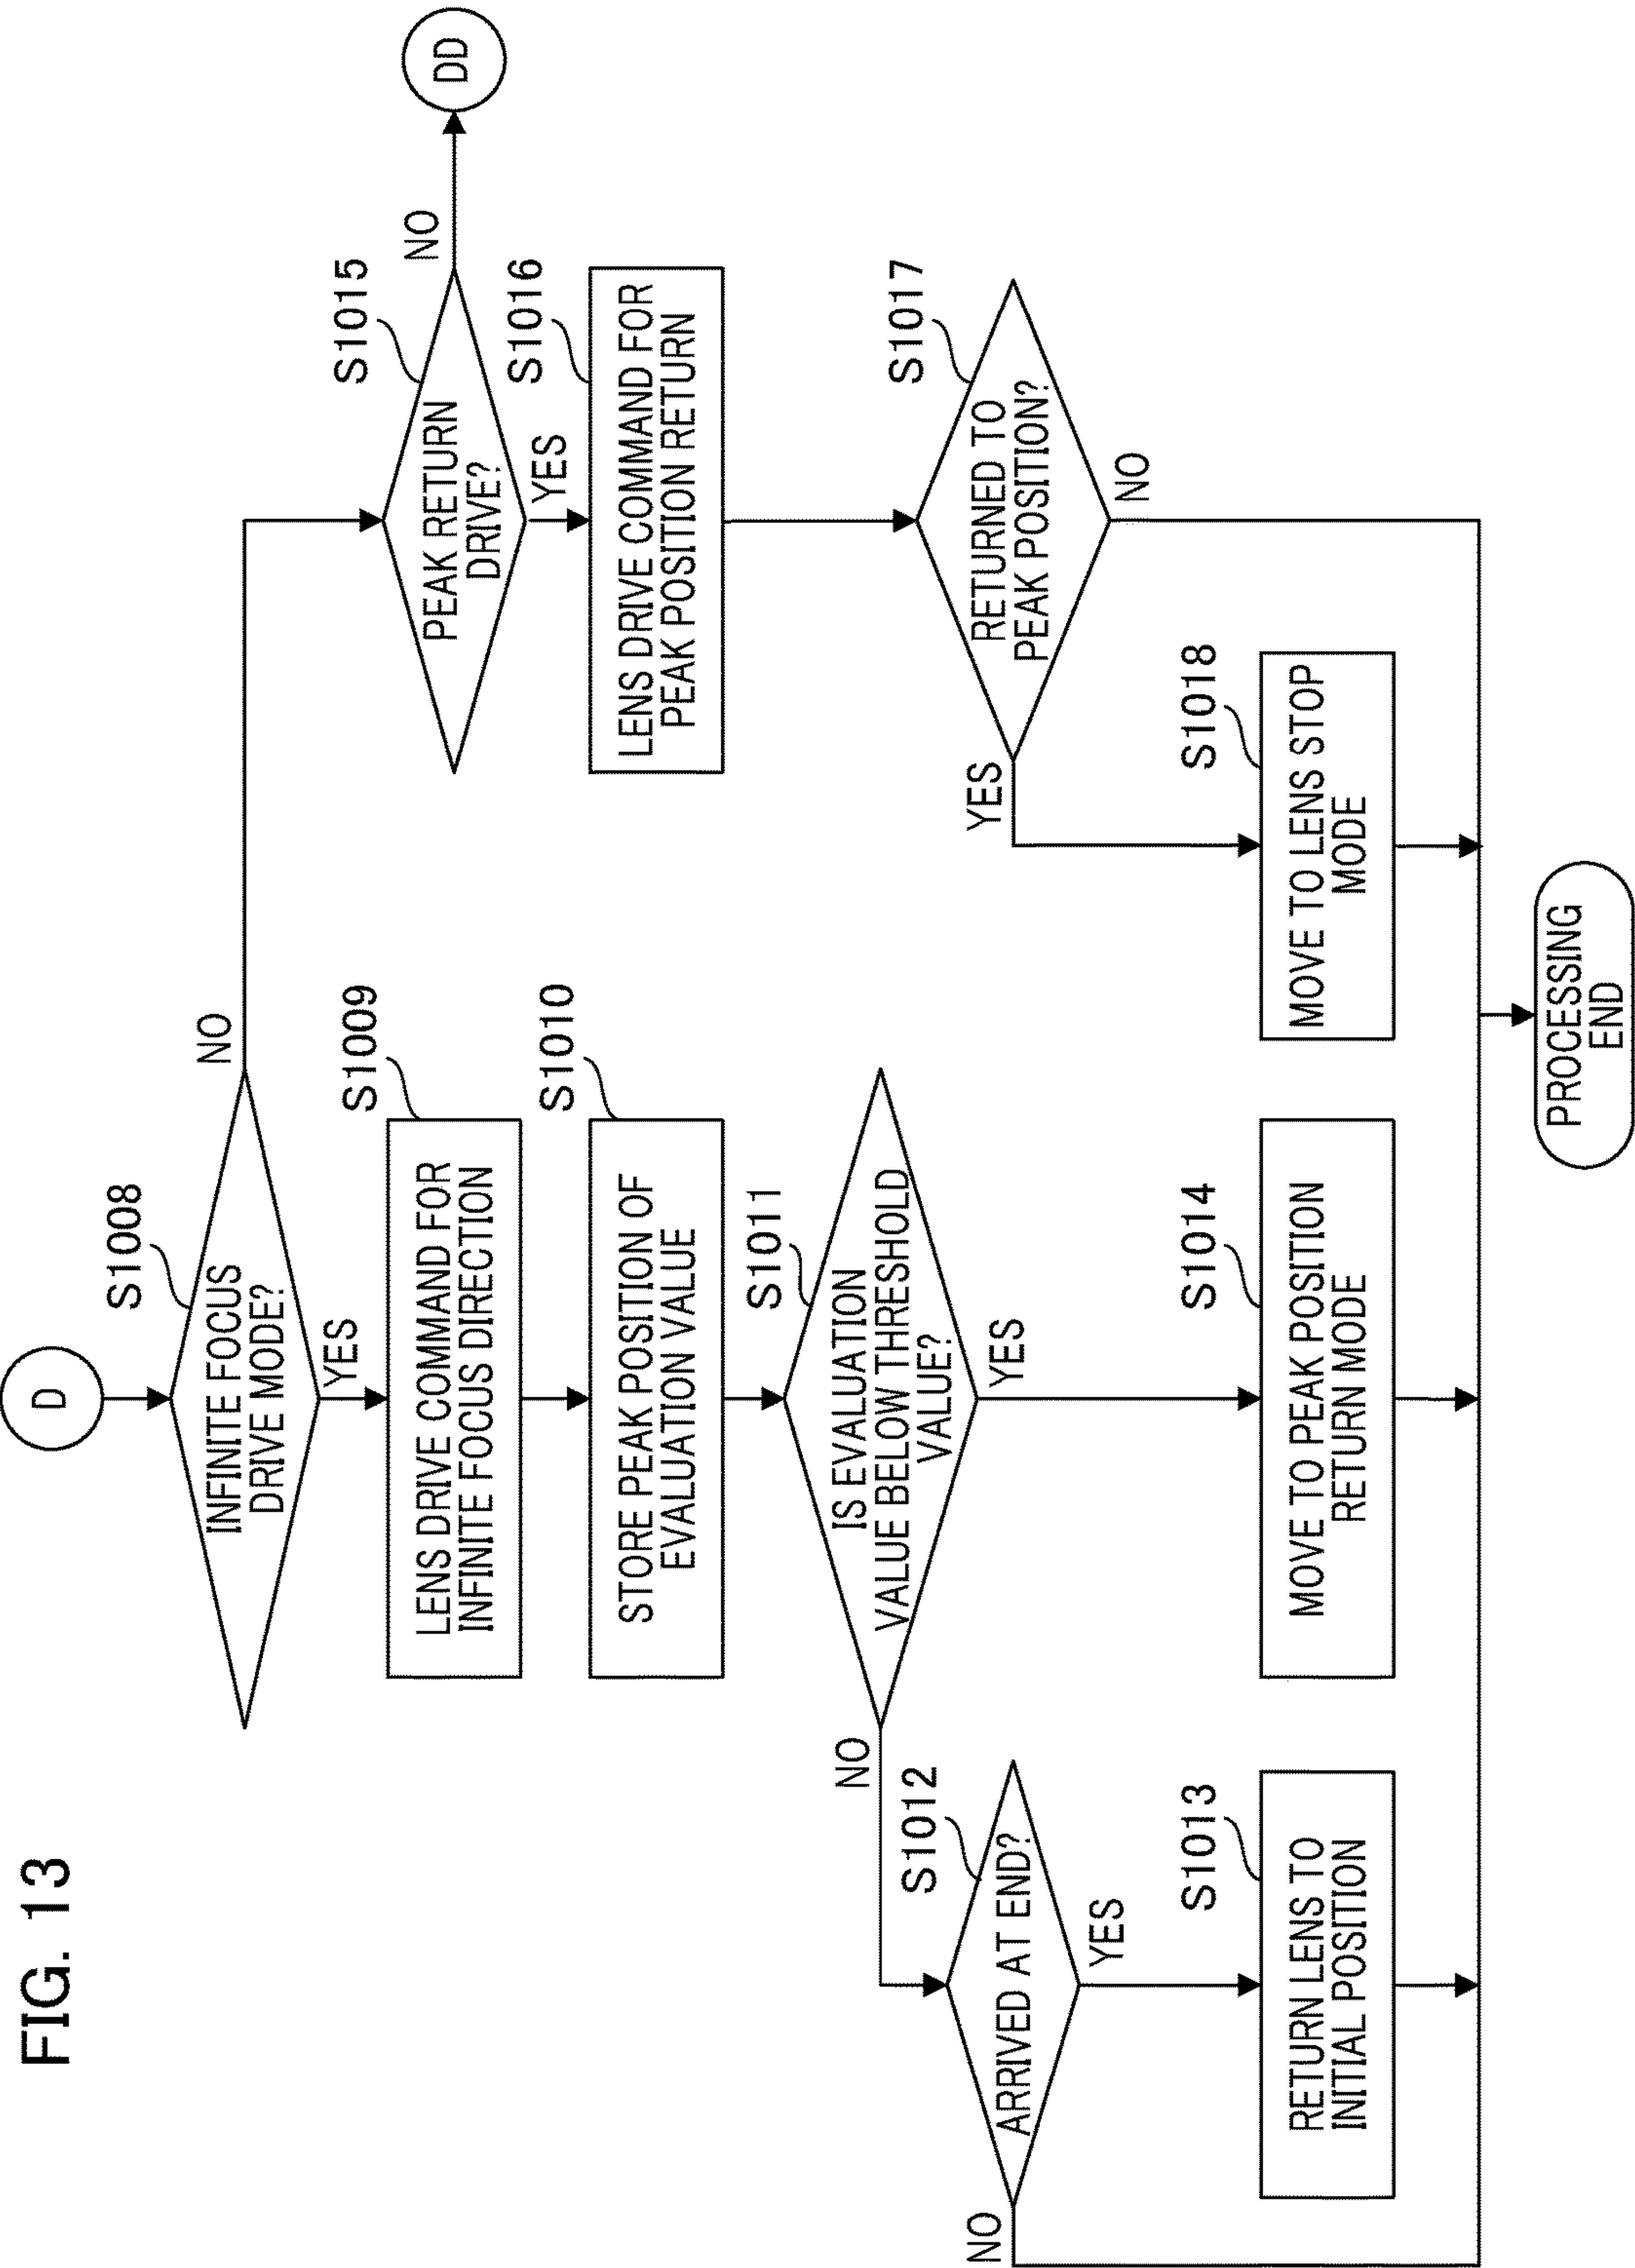 FIG. 13
D
S1008
INFINITE FOCUS
DRIVE MODE?
NO
YES
S1009
LENS DRIVE COMMAND FOR
INFINITE FOCUS DIRECTION
S1010
STORE PEAK POSITION OF
EVALUATION VALUE
S1011
IS EVALUATION
VALUE BELOW THRESHOLD
VALUE?
NO
YES
S1012
ARRIVED AT END?
NO
YES
S1013
RETURN LENS TO
INITIAL POSITION
S1014
MOVE TO PEAK POSITION
RETURN MODE
S1015
PEAK RETURN
DRIVE?
NO
DD
YES
S1016
LENS DRIVE COMMAND FOR
PEAK POSITION RETURN
S1017
RETURNED TO
PEAK POSITION?
YES
NO
S1018
MOVE TO LENS STOP
MODE
PROCESSING
END